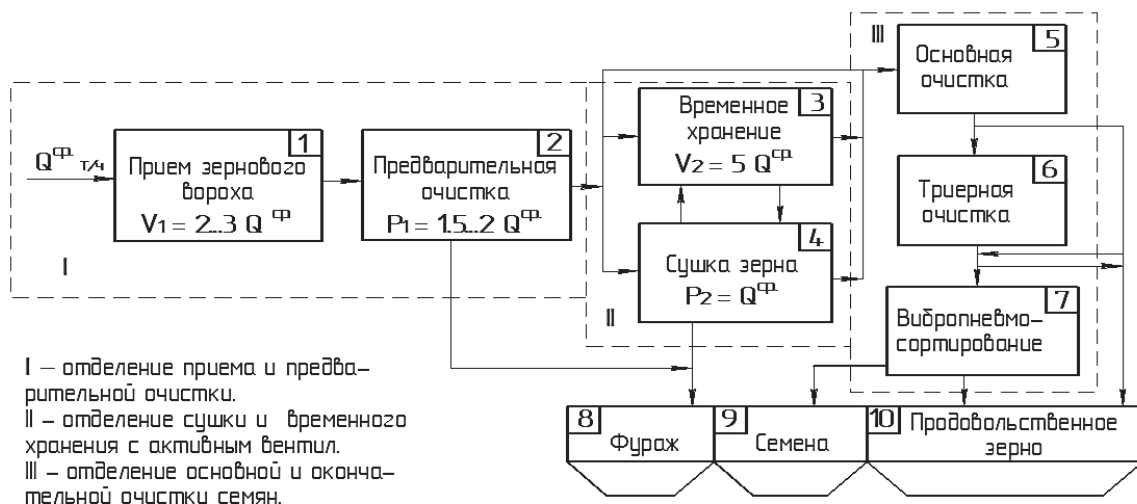 Qср. т/ч
1
Прием зернового
вороха
V1 = 2...3 Qср.
2
Предварительная
очистка
P1 = 1.5...2 Qср.
I
3
Временное
хранение
V2 = 5 Qср.
4
Сушка зерна
P2 = Qср.
II
III
5
Основная
очистка
6
Триерная
очистка
7
Вибропневмо-
сортирование
8
Фураж
9
Семена
10
Продовольственное
зерно
I – отделение приема и предва-
рительной очистки.
II – отделение сушки и временного
хранения с активным вентил.
III – отделение основной и оконча-
тельной очистки семян.